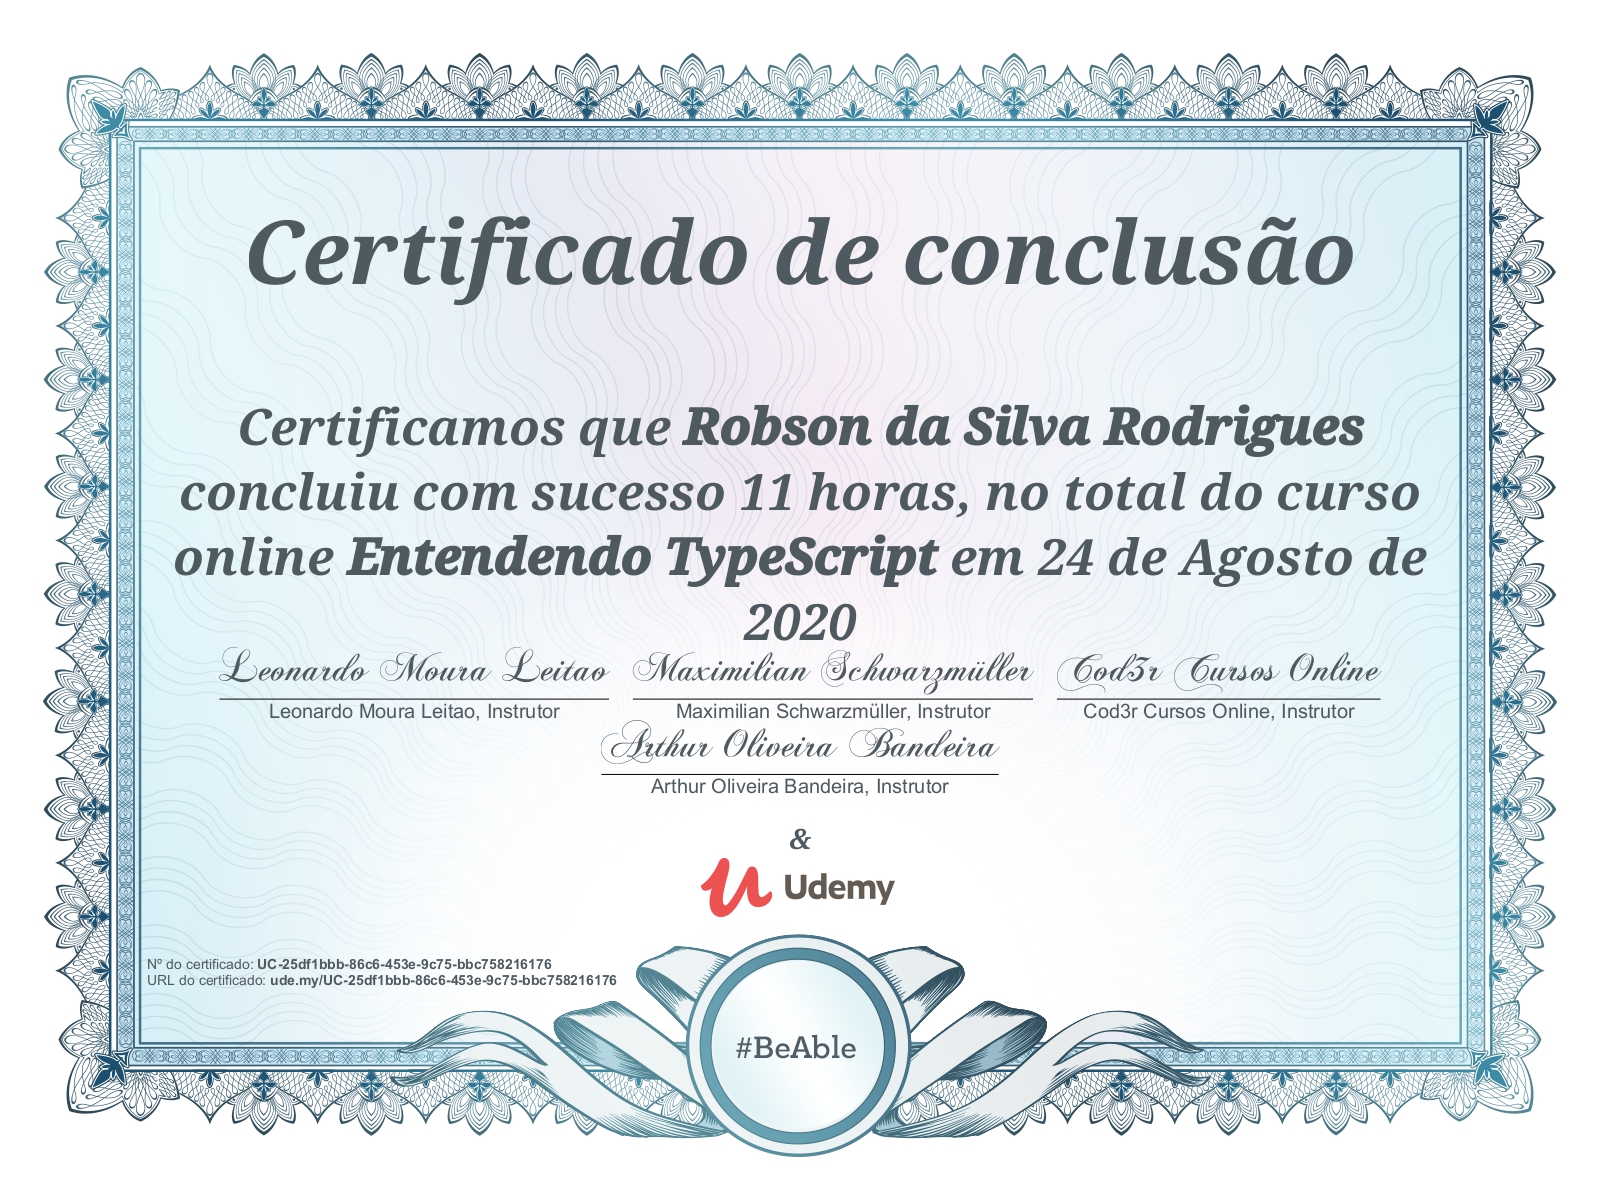 Certificado de conclusão
Certificamos que Robson da Silva Rodrigues
concluiu com sucesso 11 horas, no total do curso
online Entendendo TypeScript em 24 de Agosto de
2020
Leonardo Moura Leitao Maximilian Schwarzmüller Cod3r Cursos Online
Leonardo Moura Leitao, Instrutor Maximilian Schwarzmüller, Instrutor Cod3r Cursos Online, Instrutor
Arthur Oliveira Bandeira
Arthur Oliveira Bandeira, Instrutor
&
Udemy
Nº do certificado: UC-25df1bbb-86c6-453e-9c75-bbc758216176
URL do certificado: ude.my/UC-25df1bbb-86c6-453e-9c75-bbc758216176
#BeAble